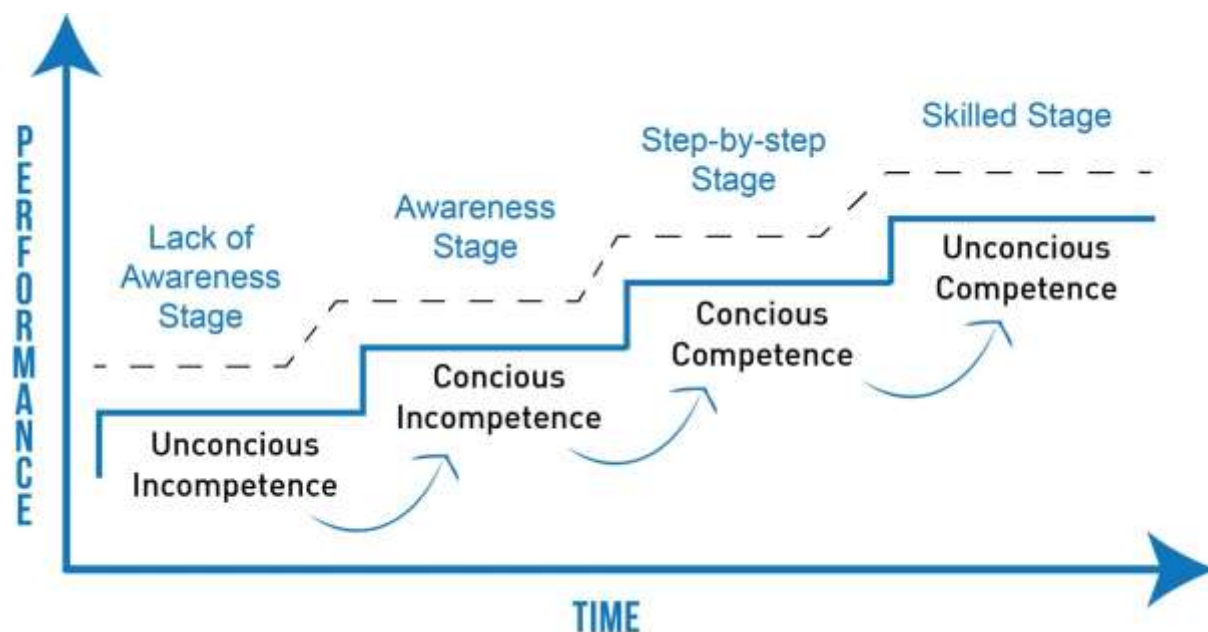 PERFORMANCE
Lack of
Awareness
Stage
Awareness
Stage
Step-by-step
Stage
Skilled Stage
Unconcious
Incompetence
Concious
Incompetence
Concious
Competence
Unconcious
Competence
TIME